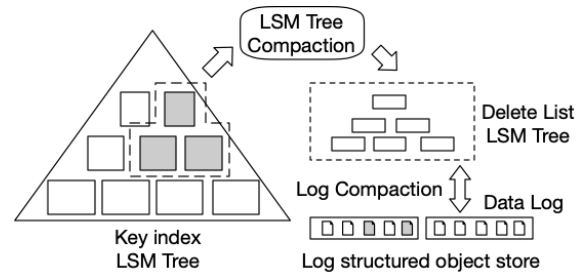 LSM Tree
Compaction
Delete List
LSM Tree
Log Compaction
Data Log
Key index
LSM Tree
Log structured object store